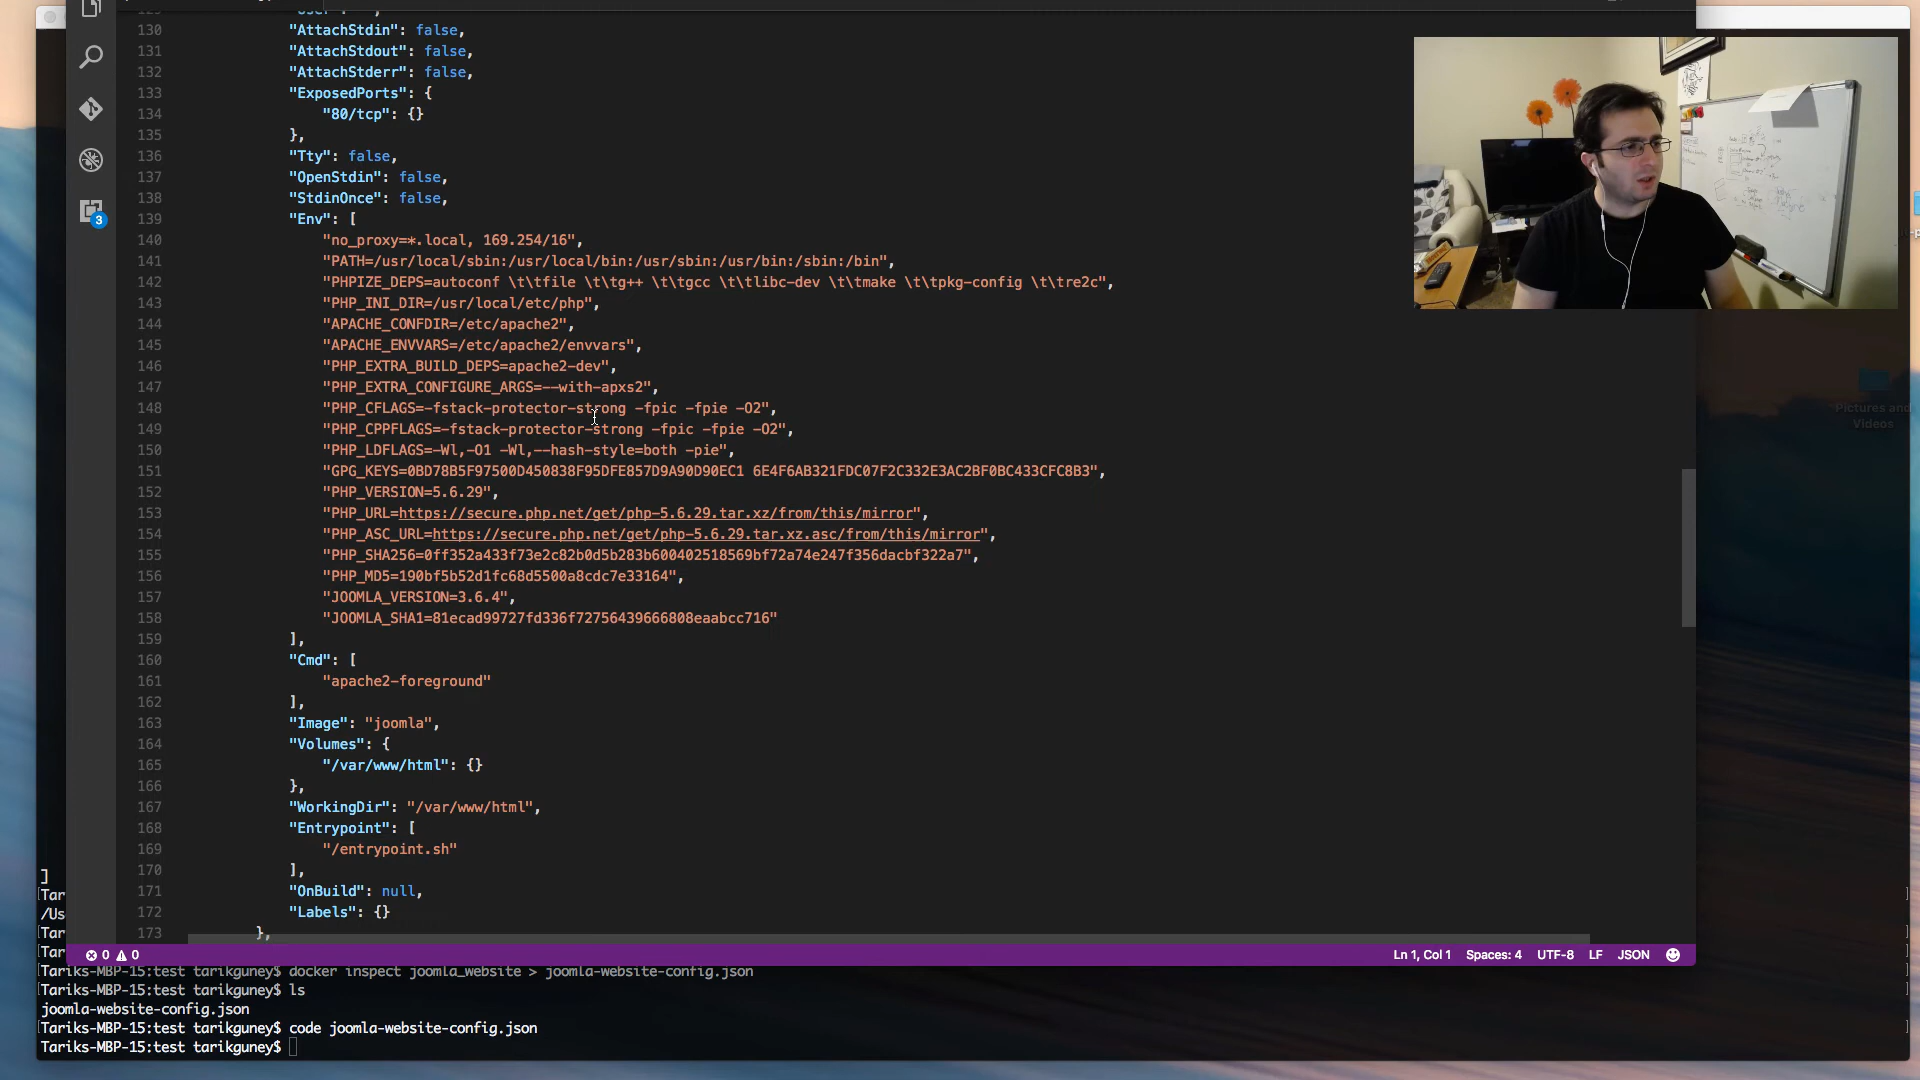 130 "AttachStdin": false,
131 "AttachStdout": false,
132 "AttachStderr": false,
133 "ExposedPorts": {
134 "80/tcp": {}
135 },
136 "Tty": false,
137 "OpenStdin": false,
138 "StdinOnce": false,
139 "Env": [
140 "no_proxy=*.local, 169.254/16",
141 "PATH=/usr/local/sbin:/usr/local/bin:/usr/sbin:/usr/bin:/sbin:/bin",
142 "PHPIZE_DEPS=autoconf \t\tfile \t\tg++ \t\tgcc \t\tlibc-dev \t\tmake \t\tpkg-config \t\tre2c",
143 "PHP_INI_DIR=/usr/local/etc/php",
144 "APACHE_CONFDIR=/etc/apache2",
145 "APACHE_ENVVARS=/etc/apache2/envvars",
146 "PHP_EXTRA_BUILD_DEPS=apache2-dev",
147 "PHP_EXTRA_CONFIGURE_ARGS=--with-apxs2",
148 "PHP_CFLAGS=-fstack-protector-strong -fpic -fpie -O2",
149 "PHP_CPPFLAGS=-fstack-protector-strong -fpic -fpie -O2",
150 "PHP_LDFLAGS=-Wl,-O1 -Wl,--hash-style=both -pie",
151 "GPG_KEYS=0BD78B5F97500D450838F95DFE857D9A90D90EC1 6E4F6AB321FDC07F2C332E3AC2BF0BC433CFC8B3",
152 "PHP_VERSION=5.6.29",
153 "PHP_URL=https://secure.php.net/get/php-5.6.29.tar.xz/from/this/mirror",
154 "PHP_ASC_URL=https://secure.php.net/get/php-5.6.29.tar.xz.asc/from/this/mirror",
155 "PHP_SHA256=0ff352a433f73e2c82b0d5b283b600402518569bf72a74e247f356dacbf322a7",
156 "PHP_MD5=190bf5b52d1fc68d5500a8cdc7e33164",
157 "JOOMLA_VERSION=3.6.4",
158 "JOOMLA_SHA1=81ecad99727fd336f72756439666808eaabcc716"
159 ],
160 "Cmd": [
161 "apache2-foreground"
162 ],
163 "Image": "joomla",
164 "Volumes": {
165 "/var/www/html": {}
166 },
167 "WorkingDir": "/var/www/html",
168 "Entrypoint": [
169 "/entrypoint.sh"
170 ],
171 "OnBuild": null,
172 "Labels": {}
173 },
3
Pictures and
Videos
0 0
Ln 1, Col 1 Spaces: 4 UTF-8 LF JSON
]
[Tar
/Us
[Tar
[Tar
[Tariks-MBP-15:test tarikguney$ docker inspect joomla_website > joomla-website-config.json
[Tariks-MBP-15:test tarikguney$ ls
joomla-website-config.json
[Tariks-MBP-15:test tarikguney$ code joomla-website-config.json
Tariks-MBP-15:test tarikguney$